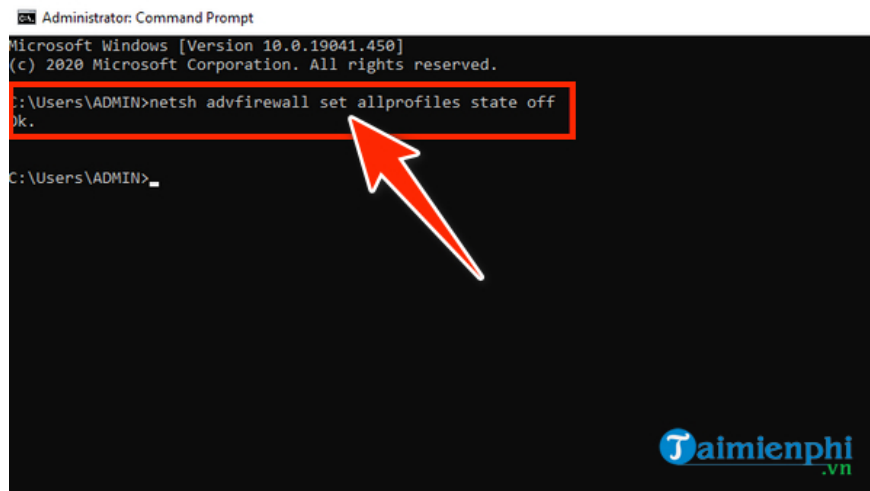 Administrator: Command Prompt
Microsoft Windows [Version 10.0.19041.450]
(c) 2020 Microsoft Corporation. All rights reserved.
C:\Users\ADMIN>netsh advfirewall set allprofiles state off
Ok.
C:\Users\ADMIN>
Taimienphi
.vn